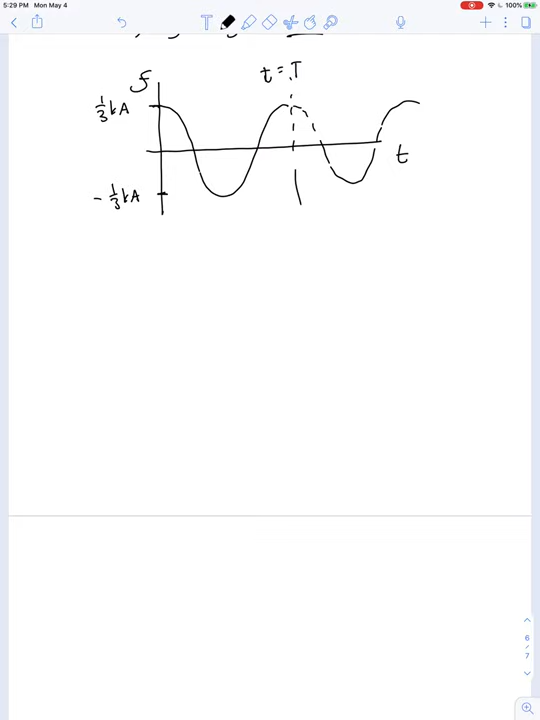 5:29 PM Mon May 4
100%
f
t = T
1/3 kA
t
- 1/3 kA
6
/
7